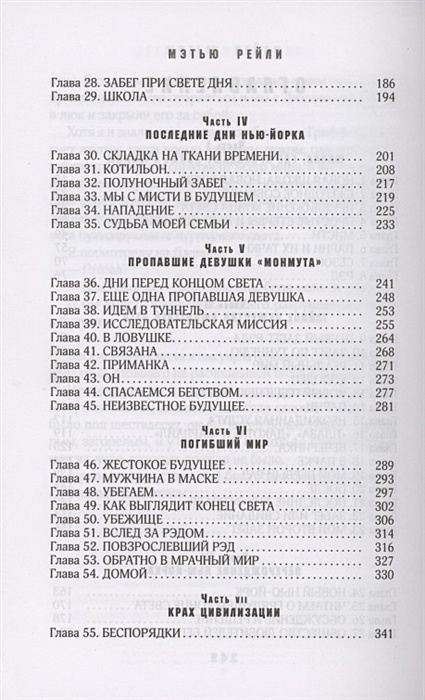 МЭТЬЮ РЕЙЛИ
Глава 28. ЗАБЕГ ПРИ СВЕТЕ ДНЯ 186
Глава 29. ШКОЛА 194
Часть IV
ПОСЛЕДНИЕ ДНИ НЬЮ-ЙОРКА
Глава 30. СКЛАДКА НА ТКАНИ ВРЕМЕНИ 201
Глава 31. КОТИЛЬОН 208
Глава 32. ПОЛУНОЧНЫЙ ЗАБЕГ 217
Глава 33. МЫ С МИСТИ В БУДУЩЕМ 219
Глава 34. НАПАДЕНИЕ 225
Глава 35. СУДЬБА МОЕЙ СЕМЬИ 233
Часть V
ПРОПАВШИЕ ДЕВУШКИ «МОНМУТА»
Глава 36. ДНИ ПЕРЕД КОНЦОМ СВЕТА 241
Глава 37. ЕЩЕ ОДНА ПРОПАВШАЯ ДЕВУШКА 248
Глава 38. ИДЕМ В ТУННЕЛЬ 253
Глава 39. ИССЛЕДОВАТЕЛЬСКАЯ МИССИЯ 255
Глава 40. В ЛОВУШКЕ 264
Глава 41. СВЯЗАНА 268
Глава 42. ПРИМАНКА 271
Глава 43. ОН 273
Глава 44. СПАСАЕМСЯ БЕГСТВОМ 277
Глава 45. НЕИЗВЕСТНОЕ БУДУЩЕЕ 281
Часть VI
ПОГИБШИЙ МИР
Глава 46. ЖЕСТОКОЕ БУДУЩЕЕ 289
Глава 47. МУЖЧИНА В МАСКЕ 293
Глава 48. УБЕГАЕМ 297
Глава 49. КАК ВЫГЛЯДИТ КОНЕЦ СВЕТА 302
Глава 50. УБЕЖИЩЕ 306
Глава 51. ВСЛЕД ЗА РЭДОМ 314
Глава 52. ПОВЗРОСЛЕВШИЙ РЭД 316
Глава 53. ОБРАТНО В МРАЧНЫЙ МИР 327
Глава 54. ДОМОЙ 330
Часть VII
КРАХ ЦИВИЛИЗАЦИИ
Глава 55. БЕСПОРЯДКИ 341